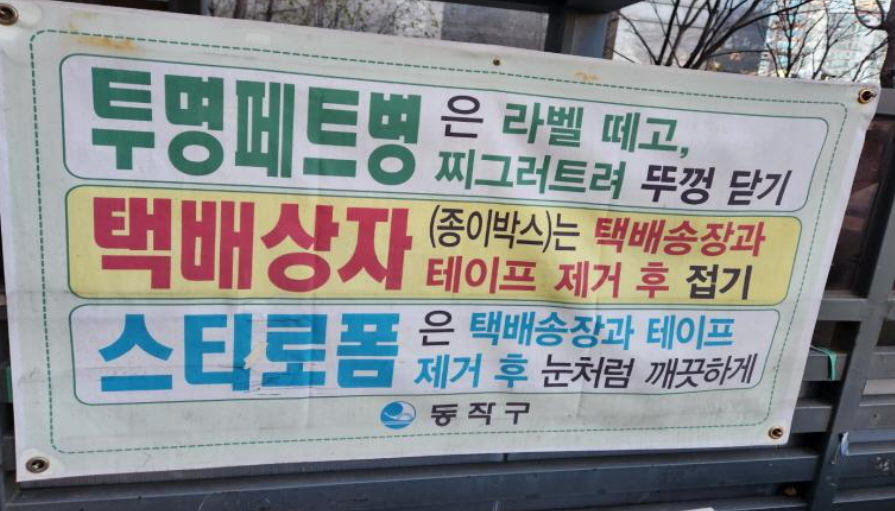 투명페트병은 라벨 떼고,
찌그러트려 뚜껑 닫기
택배상자 (종이박스)는 택배송장과
테이프 제거 후 접기
스티로폼은 택배송장과 테이프
제거 후 눈처럼 깨끗하게
동작구